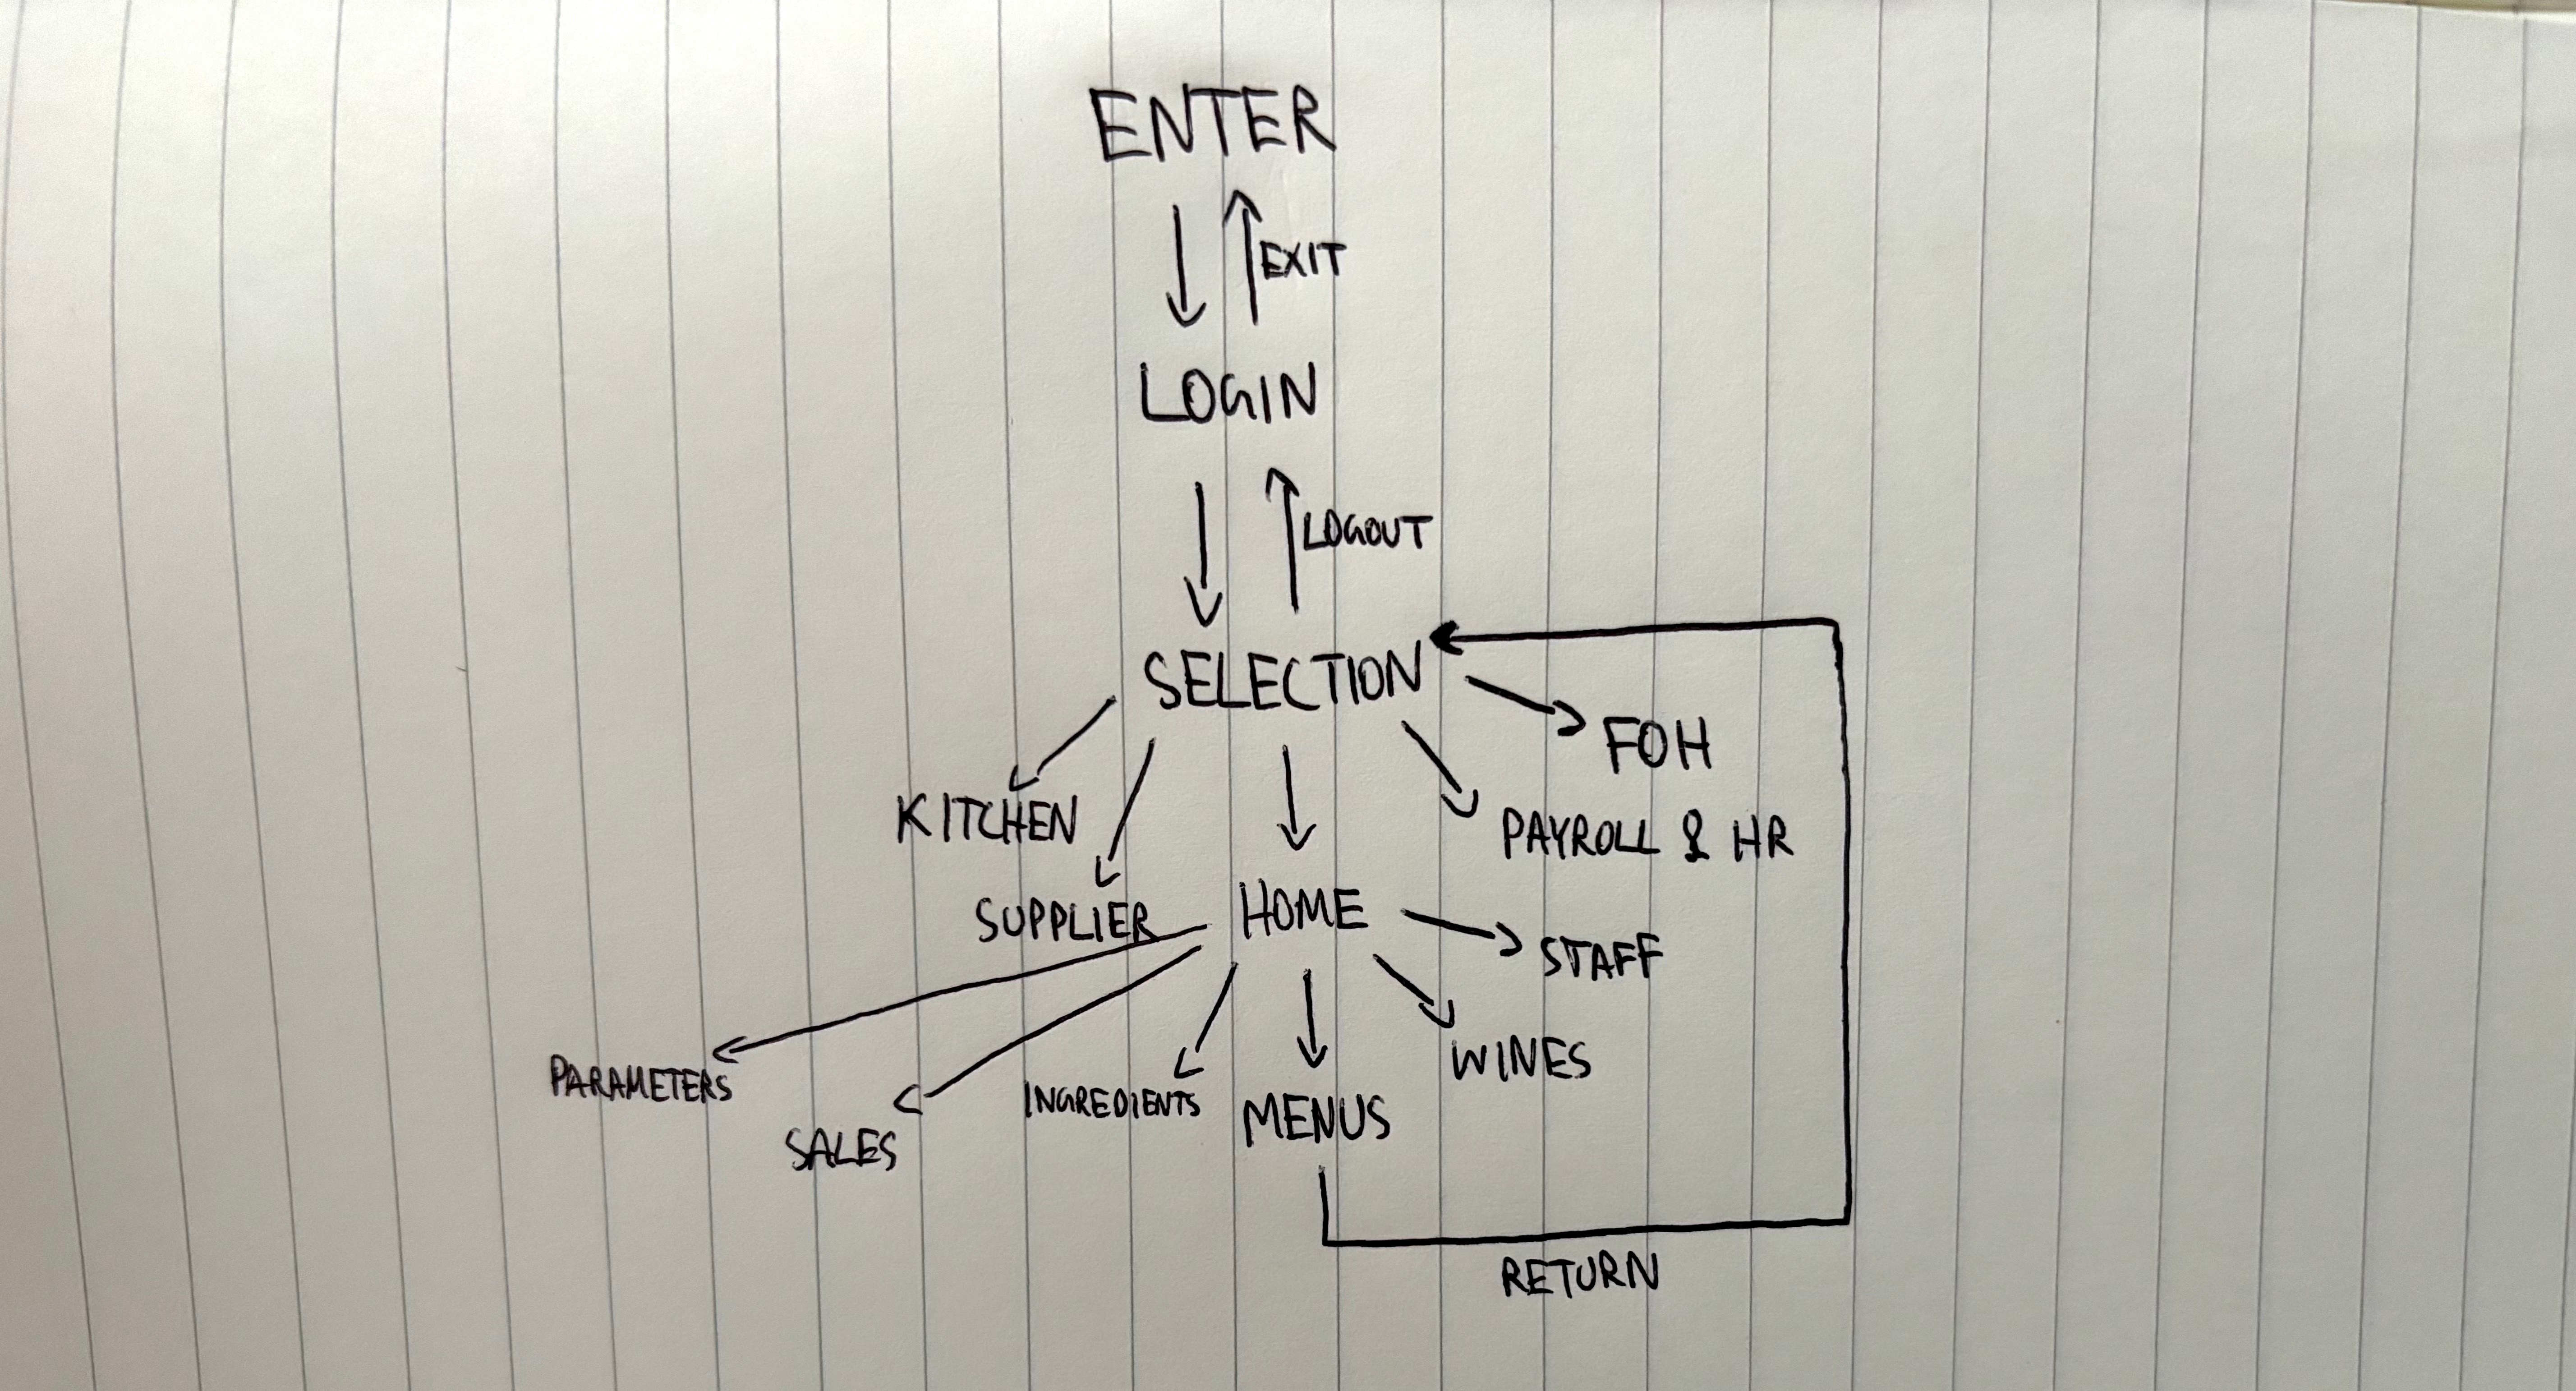 ENTER
EXIT
LOGIN
LOGOUT
SELECTION
FOH
KITCHEN
PAYROLL & HR
SUPPLIER
HOME
STAFF
WINES
PARAMETERS
INGREDIENTS
MENUS
SALES
RETURN